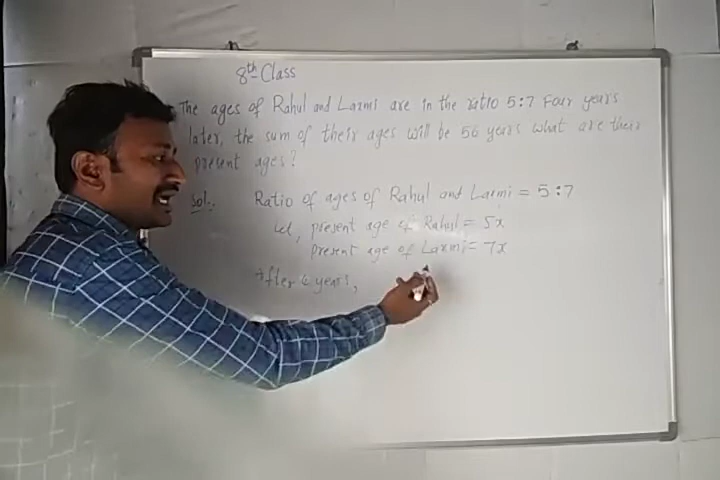 8th Class
The ages of Rahul and Laxmi are in the ratio 5:7 Four years
later, the sum of their ages will be 56 years what are their
present ages?
Sol:. Ratio of ages of Rahul and Laxmi = 5:7
Let, present age of Rahul = 5x
present age of Laxmi = 7x
After 4 years,